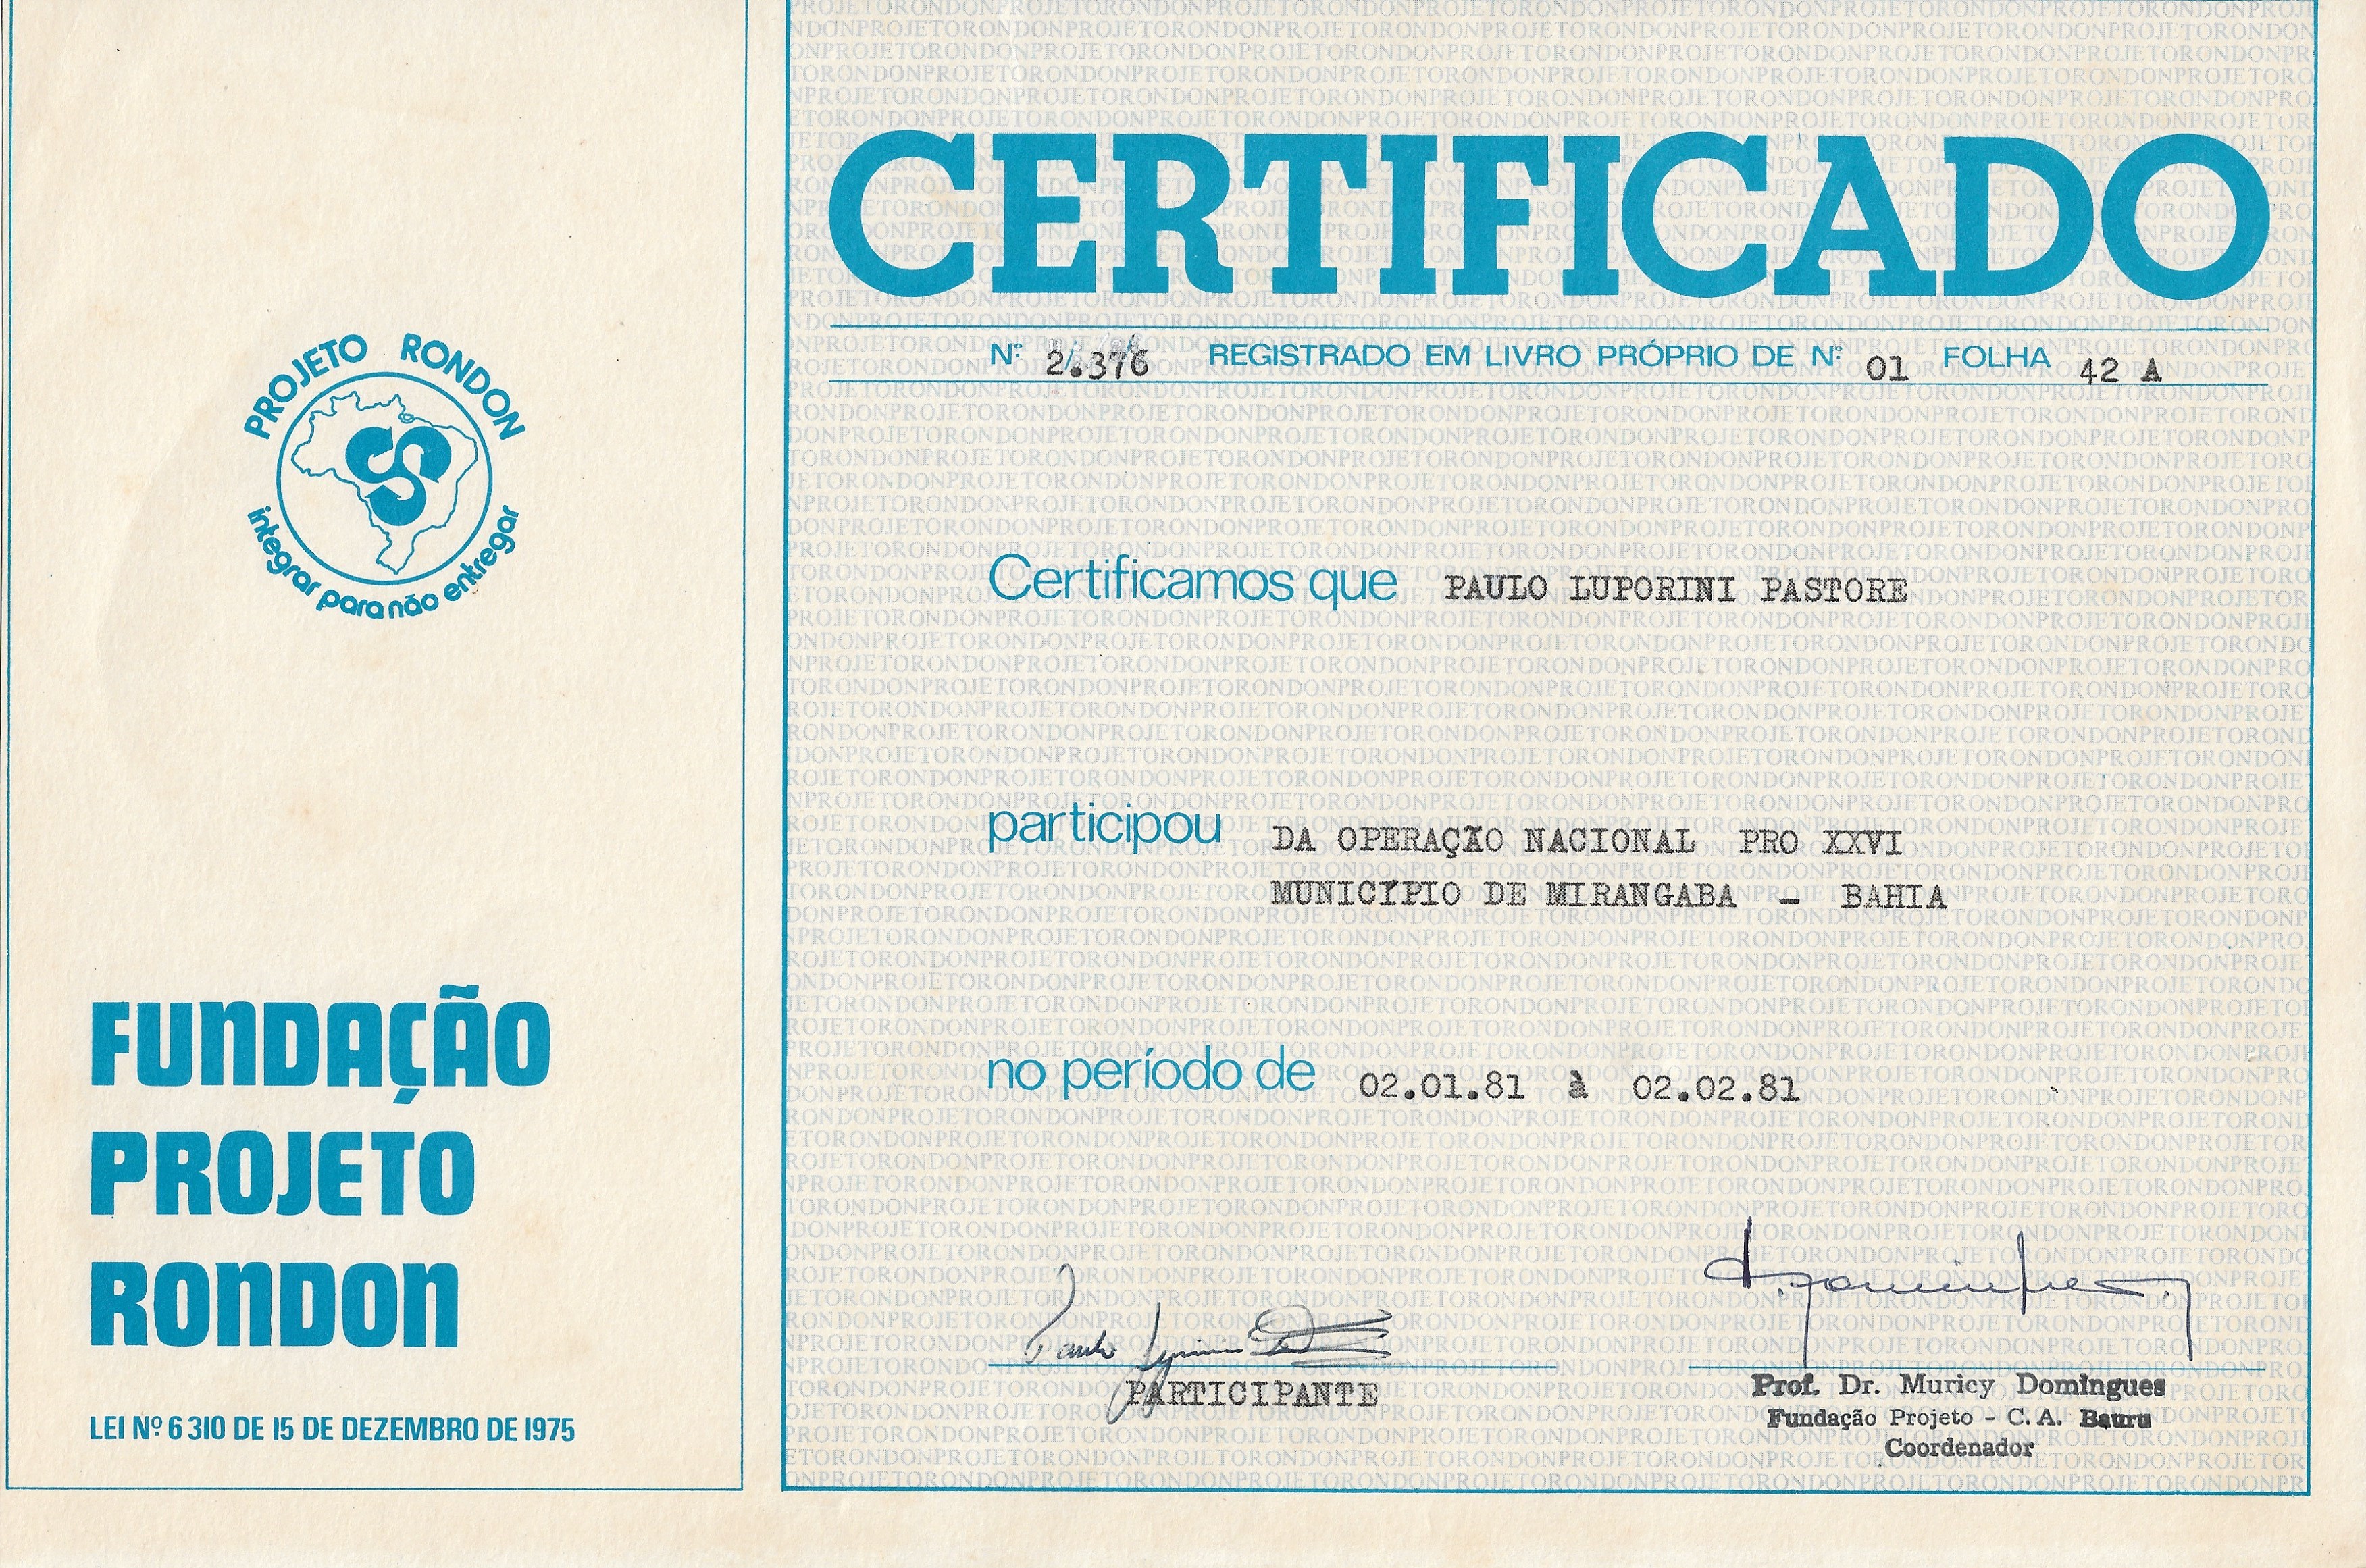 PROJETO RONDON
integrar para não entregar
FUNDAÇÃO
PROJETO
RONDON
LEI Nº 6 310 DE 15 DE DEZEMBRO DE 1975
CERTIFICADO
Nº 2.376 REGISTRADO EM LIVRO PRÓPRIO DE Nº 01 FOLHA 42 A
Certificamos que PAULO LUPORINI PASTORE
participou DA OPERAÇÃO NACIONAL PRO XXVI
MUNICÍPIO DE MIRANGABA - BAHIA
no período de 02.01.81 à 02.02.81
PARTICIPANTE
Prof. Dr. Muricy Domingues
Fundação Projeto - C. A. Bauru
Coordenador